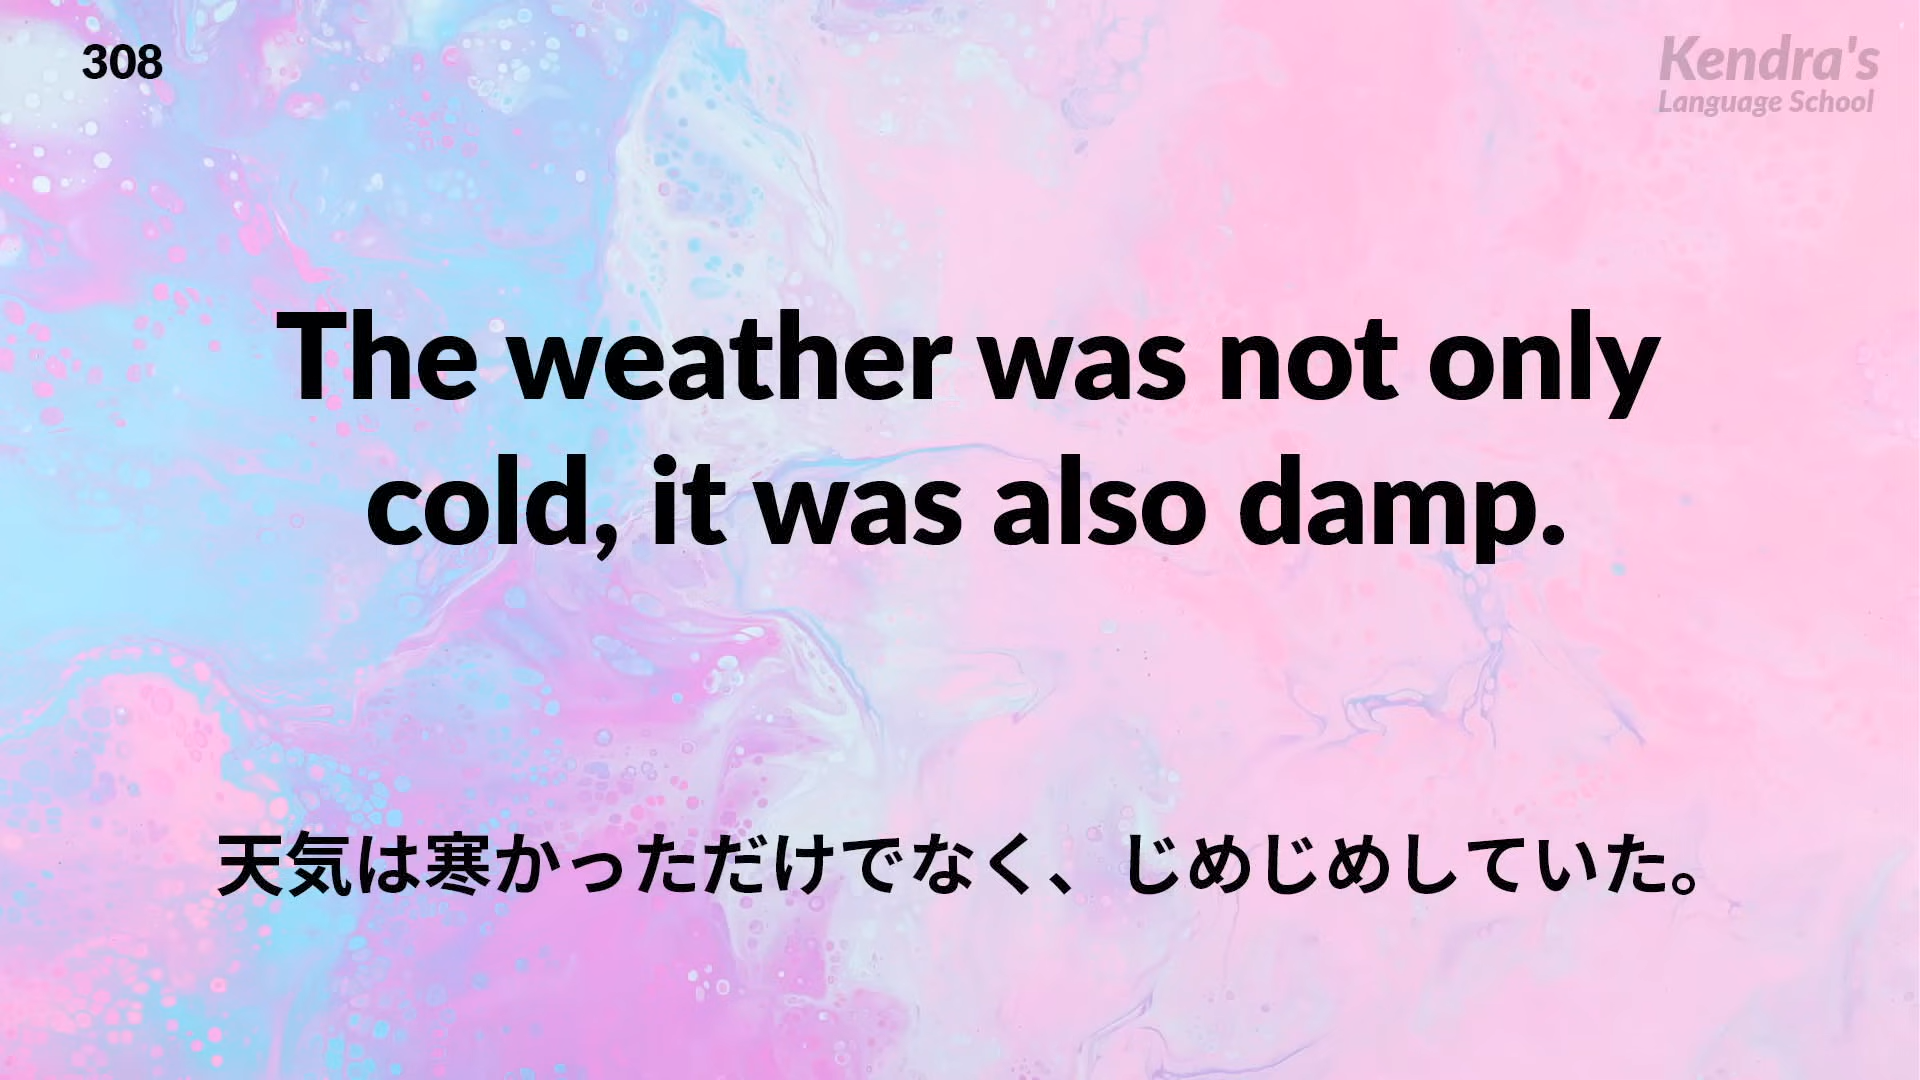 308
Kendra's
Language School
The weather was not only
cold, it was also damp.
天気は寒かっただけでなく、じめじめしていた。